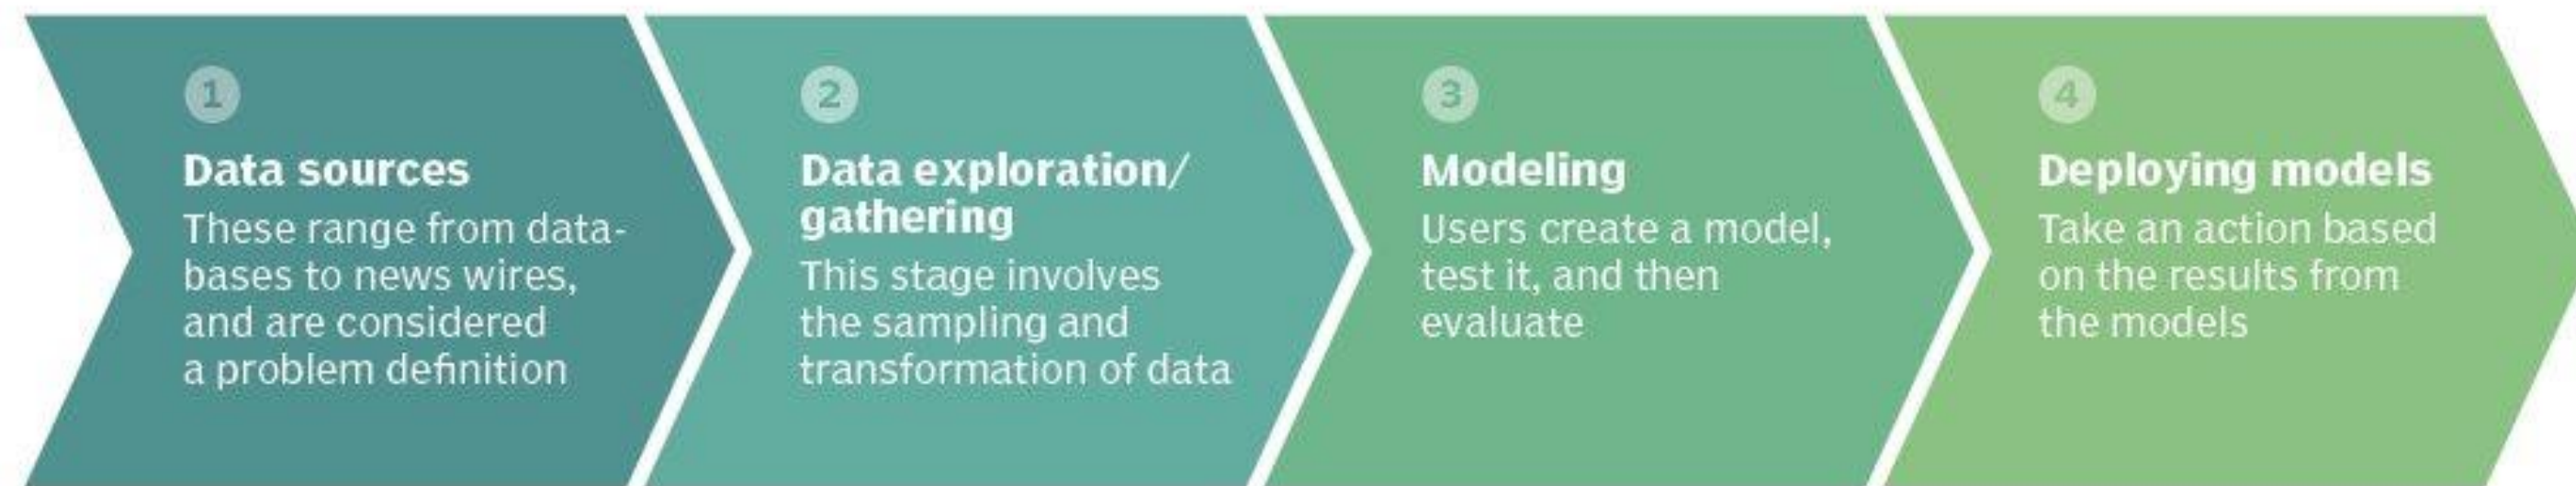 1
Data sources
These range from data-
bases to news wires,
and are considered
a problem definition
2
Data exploration/
gathering
This stage involves
the sampling and
transformation of data
3
Modeling
Users create a model,
test it, and then
evaluate
4
Deploying models
Take an action based
on the results from
the models